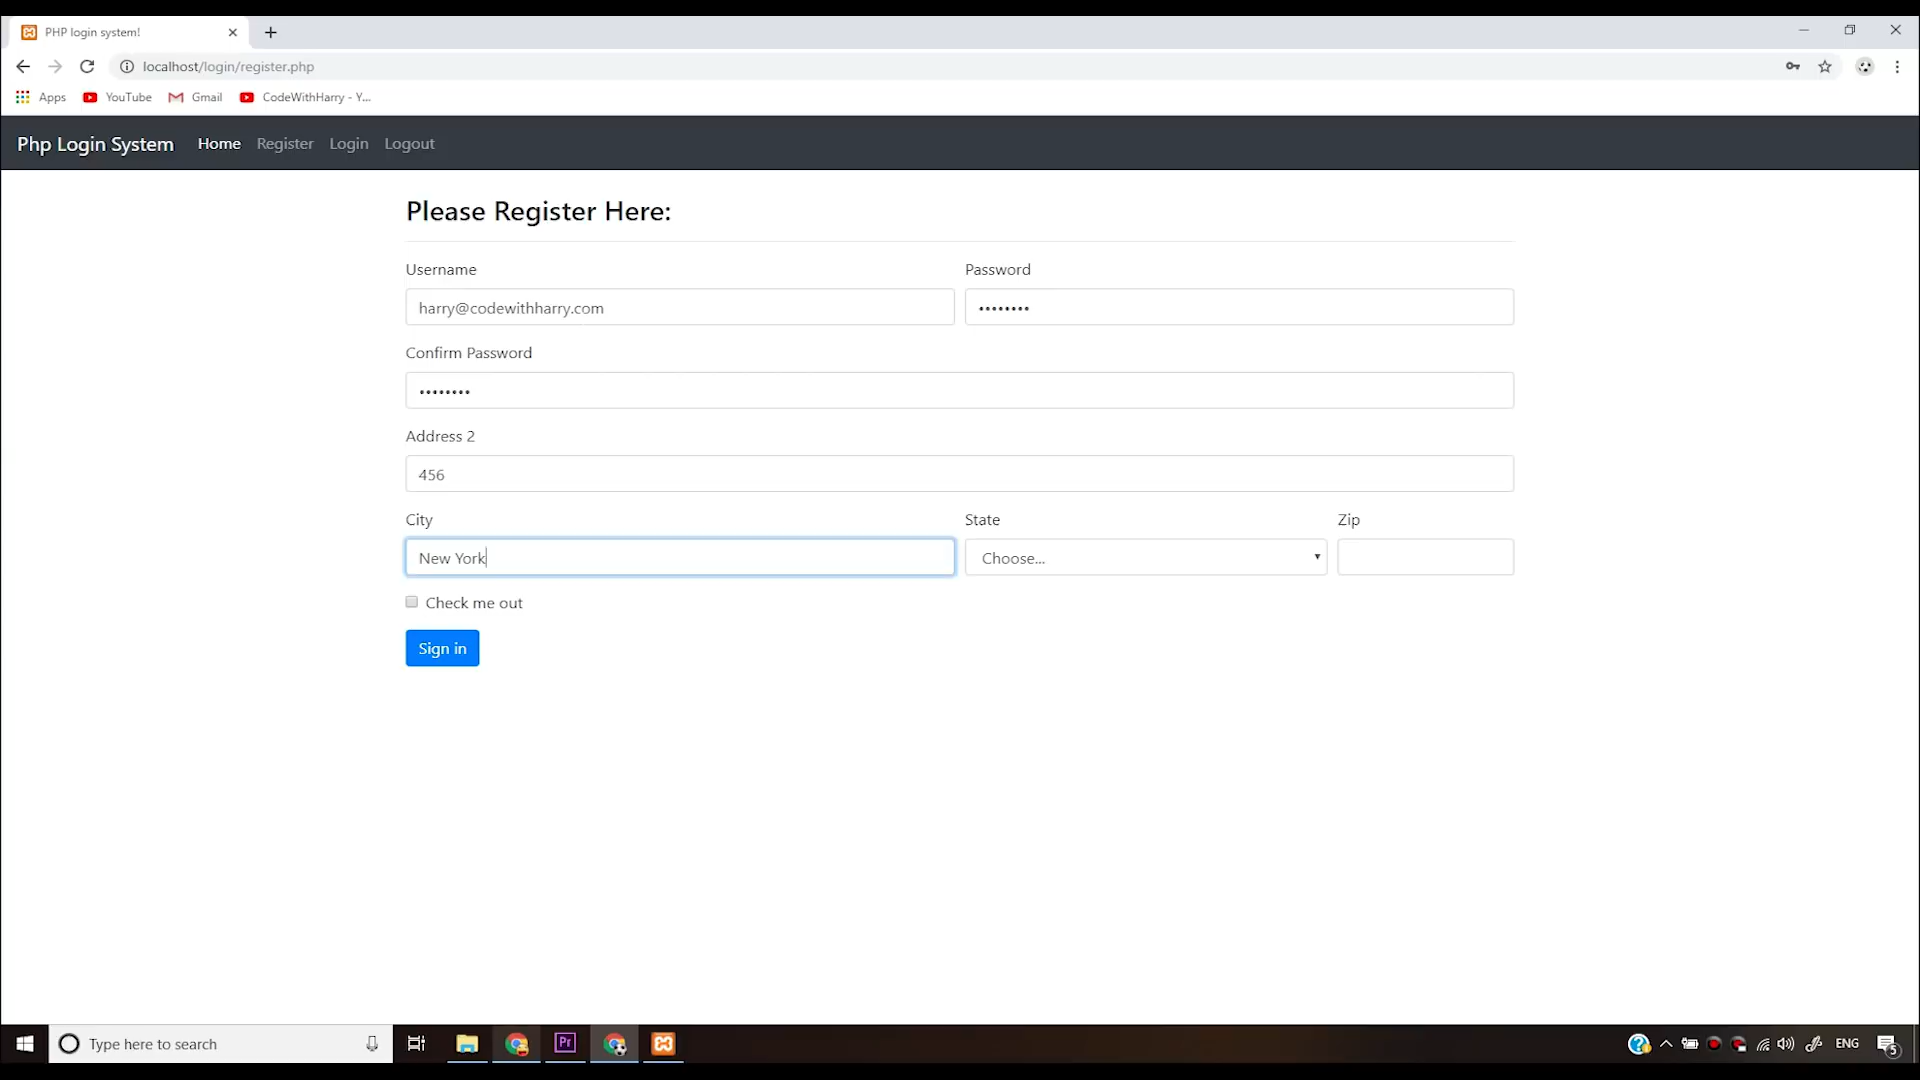 PHP login system!
localhost/login/register.php
Apps YouTube Gmail CodeWithHarry - Y...
Php Login System Home Register Login Logout
Please Register Here:
Username Password
harry@codewithharry.com ••••••••
Confirm Password
••••••••
Address 2
456
City State Zip
New York Choose...
Check me out
Sign in
Type here to search Pr ENG 5